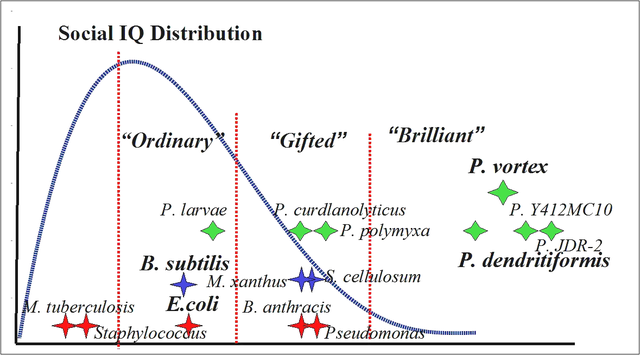 Social IQ Distribution
“Ordinary”
“Gifted”
“Brilliant”
P. vortex
P. larvae
P. curdlanolyticus
P. Y412MC10
P. polymyxa
P. JDR-2
B. subtilis
P. dendritiformis
M. xanthus
S. cellulosum
M. tuberculosis
E.coli
B. anthracis
Staphylococcus
Pseudomonas